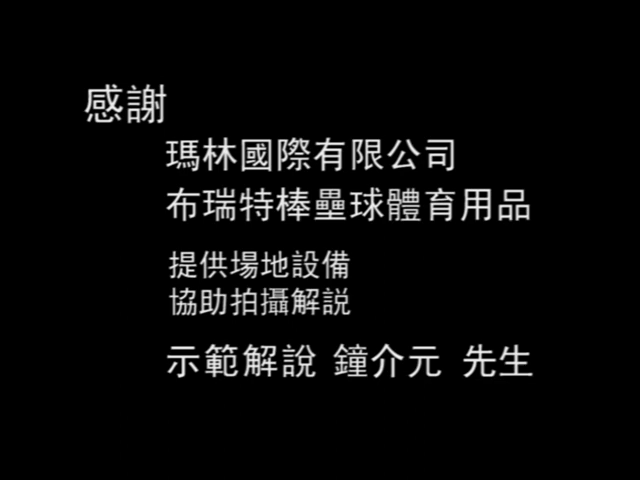 感謝
瑪林國際有限公司
布瑞特棒壘球體育用品
提供場地設備
協助拍攝解説
示範解說 鐘介元 先生